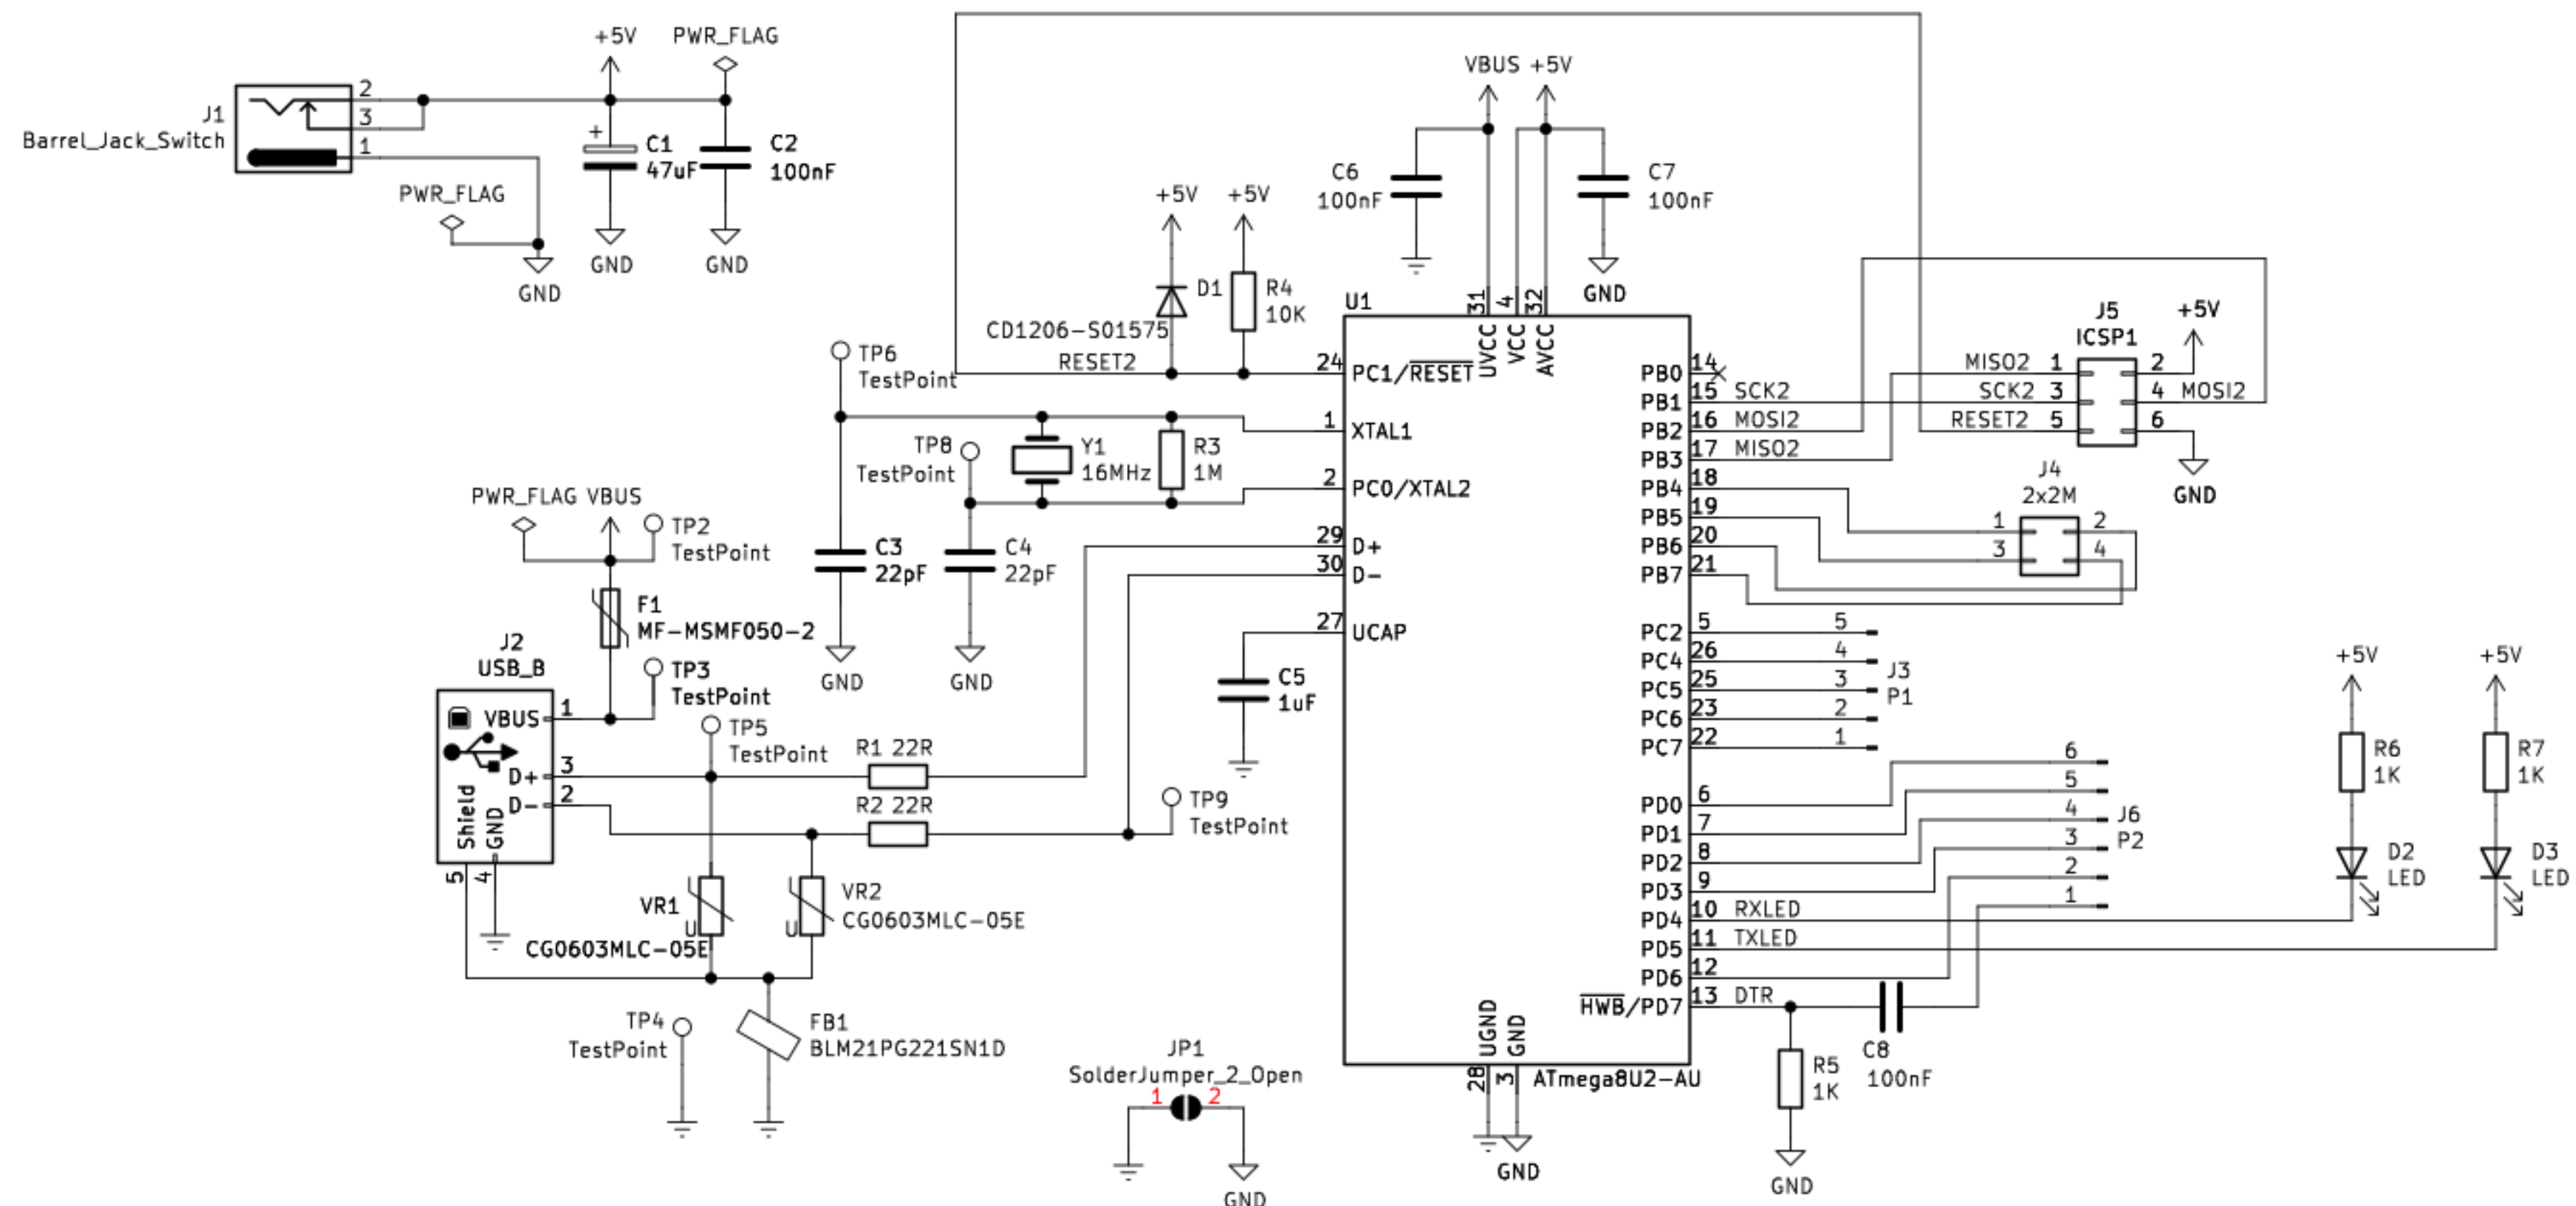 +5V
PWR_FLAG
J1
Barrel_Jack_Switch
2
3
1
+
C1
47uF
C2
100nF
PWR_FLAG
GND
GND
GND
VBUS
+5V
C6
100nF
C7
100nF
GND
+5V
+5V
D1
CD1206-S01575
R4
10K
RESET2
TP6
TestPoint
TP8
TestPoint
Y1
16MHz
R3
1M
C3
22pF
C4
22pF
GND
GND
PWR_FLAG
VBUS
TP2
TestPoint
F1
MF-MSMF050-2
J2
USB_B
TP3
TestPoint
VBUS
1
D+
3
D-
2
Shield
5
GND
4
TP5
TestPoint
R1 22R
R2 22R
TP9
TestPoint
VR1
U
CG0603MLC-05E
VR2
U
CG0603MLC-05E
TP4
TestPoint
FB1
BLM21PG221SN1D
C5
1uF
JP1
SolderJumper_2_Open
1
2
GND
U1
31
4
32
UVCC
VCC
AVCC
24
PC1/RESET
1
XTAL1
2
PC0/XTAL2
29
D+
30
D-
27
UCAP
PB0
14
PB1
15
SCK2
PB2
16
MOSI2
PB3
17
MISO2
PB4
18
PB5
19
PB6
20
PB7
21
PC2
5
PC4
26
PC5
25
PC6
23
PC7
22
PD0
6
PD1
7
PD2
8
PD3
9
PD4
10
RXLED
PD5
11
TXLED
PD6
12
HWB/PD7
13
DTR
UGND
GND
28
3
ATmega8U2-AU
GND
J5
ICSP1
+5V
MISO2
1
2
SCK2
3
4
MOSI2
RESET2
5
6
GND
J4
2x2M
1
2
3
4
5
4
3
2
1
J3
P1
6
5
4
3
2
1
J6
P2
R5
1K
GND
C8
100nF
+5V
R6
1K
D2
LED
+5V
R7
1K
D3
LED